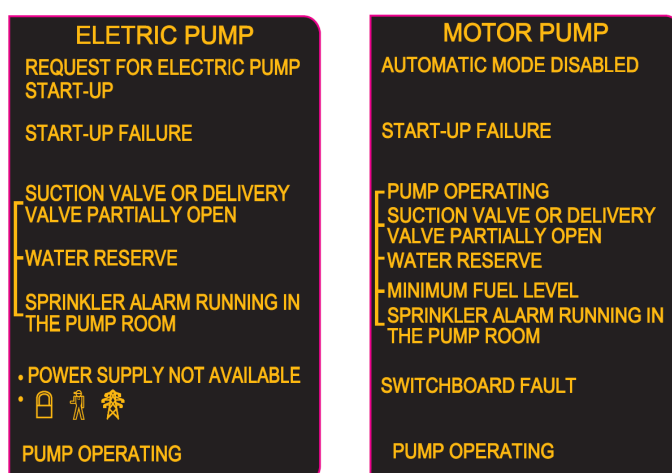 ELETRIC PUMP
REQUEST FOR ELECTRIC PUMP
START-UP
START-UP FAILURE
SUCTION VALVE OR DELIVERY
VALVE PARTIALLY OPEN
WATER RESERVE
SPRINKLER ALARM RUNNING IN
THE PUMP ROOM
• POWER SUPPLY NOT AVAILABLE
•
PUMP OPERATING
MOTOR PUMP
AUTOMATIC MODE DISABLED
START-UP FAILURE
PUMP OPERATING
SUCTION VALVE OR DELIVERY
VALVE PARTIALLY OPEN
WATER RESERVE
MINIMUM FUEL LEVEL
SPRINKLER ALARM RUNNING IN
THE PUMP ROOM
SWITCHBOARD FAULT
PUMP OPERATING